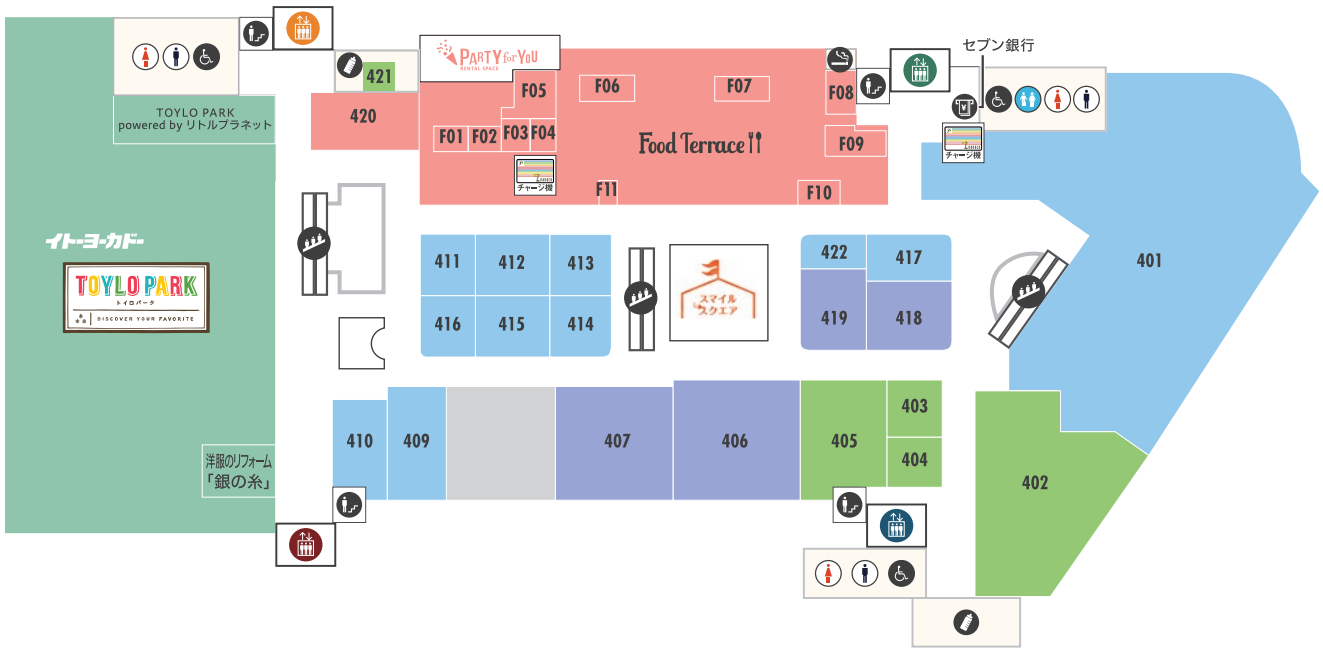 セブン銀行
PARTY for YOU
RENTAL SPACE
421
420
TOYLO PARK
powered by リトルプラネット
F05
F06
F07
F08
F01
F02
F03
F04
Food Terrace
F09
チャージ機
チャージ機
F11
F10
イトーヨーカドー
TOYLO PARK
トイロパーク
DISCOVER YOUR FAVORITE
411
412
413
416
415
414
スマイル
スクエア
422
417
419
418
401
410
409
407
406
405
403
404
402
洋服のリフォーム
「銀の糸」